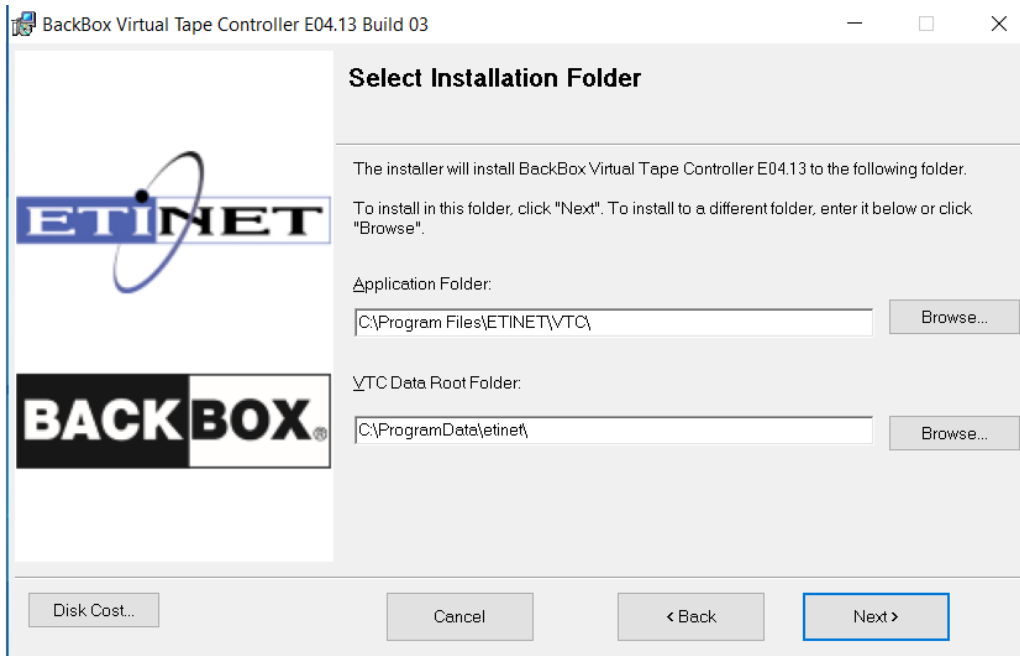 BackBox Virtual Tape Controller E04.13 Build 03
Select Installation Folder
ETINET
The installer will install BackBox Virtual Tape Controller E04.13 to the following folder.
To install in this folder, click "Next". To install to a different folder, enter it below or click
"Browse".
Application Folder:
C:\Program Files\ETINET\VTC\
Browse...
VTC Data Root Folder:
BACKBOX®
C:\ProgramData\etinet\
Browse...
Disk Cost...
Cancel
< Back
Next >